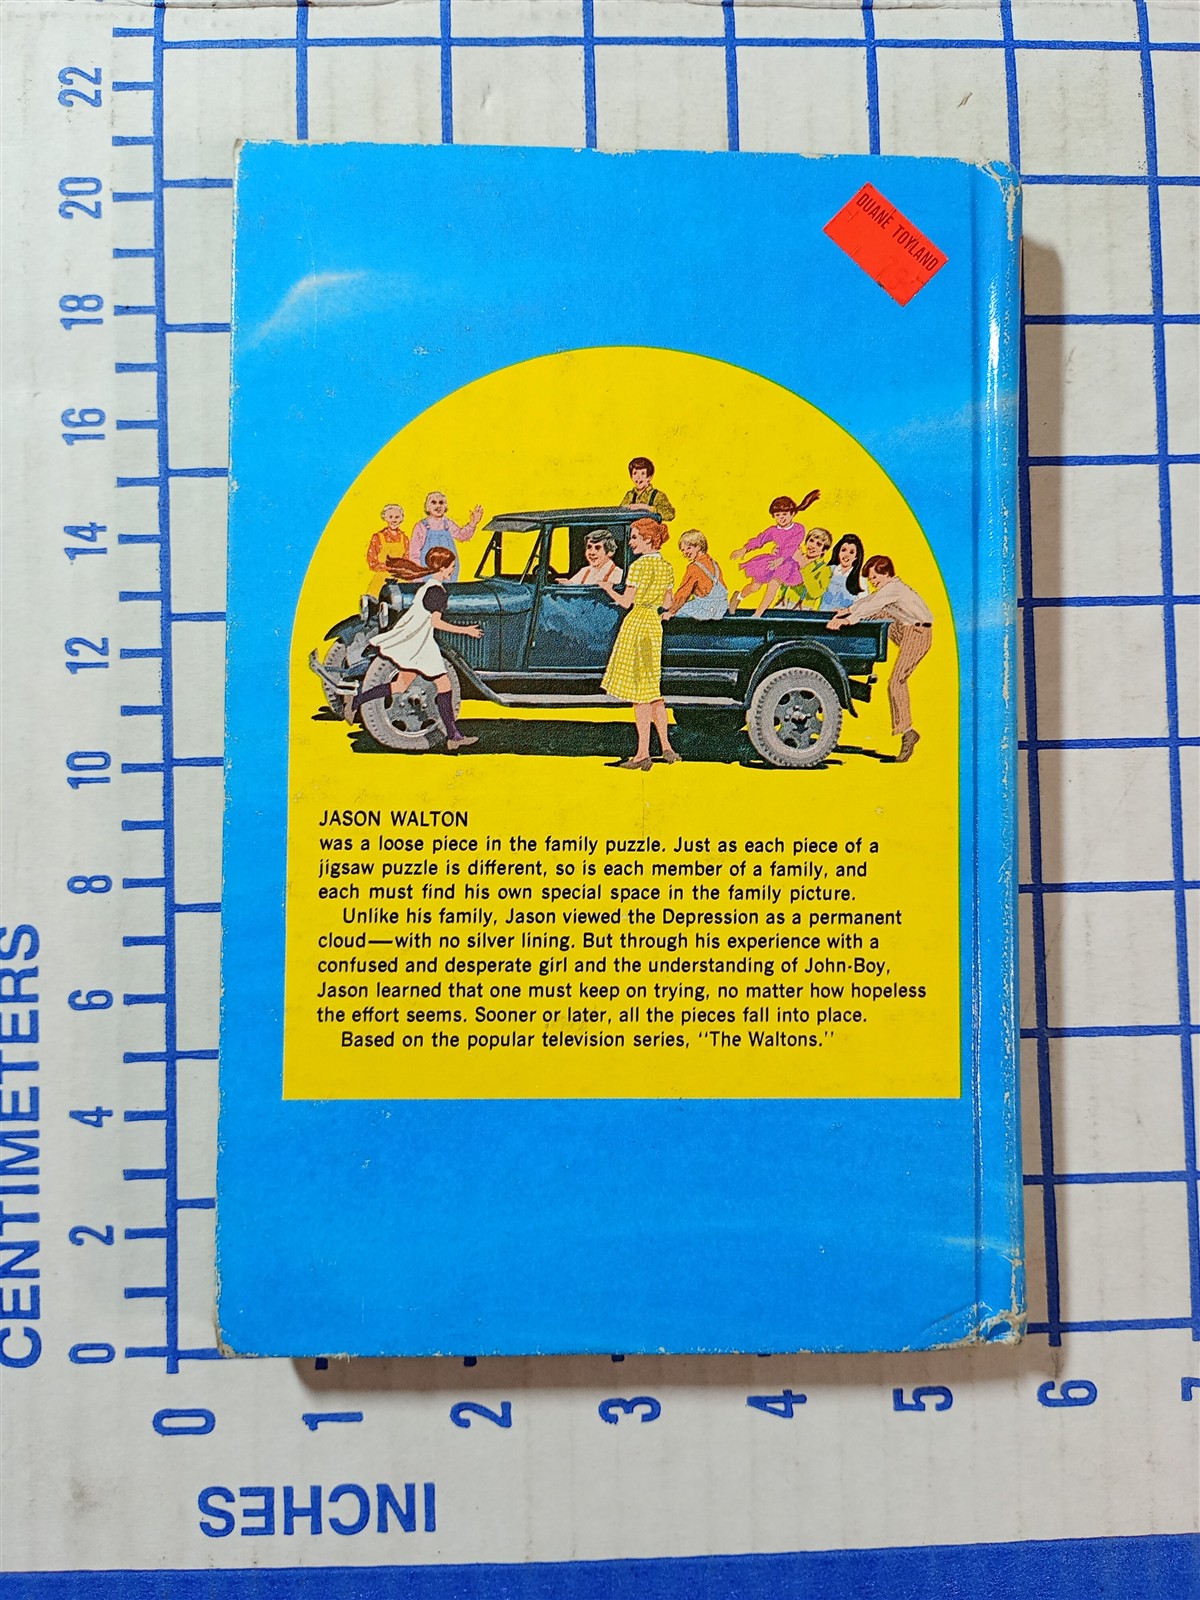 DUANE TOYLAND
JASON WALTON
was a loose piece in the family puzzle. Just as each piece of a
jigsaw puzzle is different, so is each member of a family, and
each must find his own special space in the family picture.
Unlike his family, Jason viewed the Depression as a permanent
cloud—with no silver lining. But through his experience with a
confused and desperate girl and the understanding of John-Boy,
Jason learned that one must keep on trying, no matter how hopeless
the effort seems. Sooner or later, all the pieces fall into place.
Based on the popular television series, "The Waltons."
CENTIMETERS
22
20
18
16
14
12
10
8
6
4
2
0
0 1 2 3 4 5 6 7
INCHES